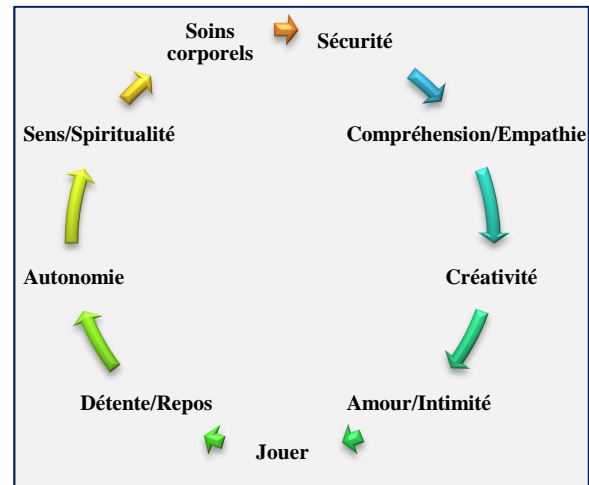 Soins
corporels
Sécurité
Compréhension/Empathie
Créativité
Amour/Intimité
Jouer
Détente/Repos
Autonomie
Sens/Spiritualité